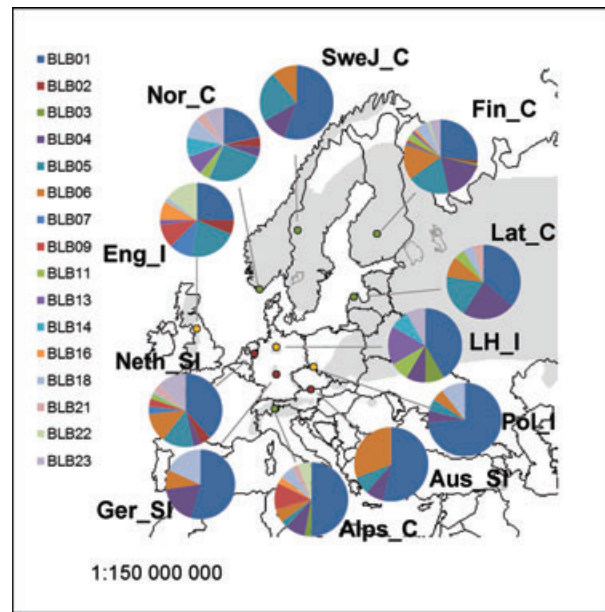 SweJ_C
BLB01
BLB02
BLB03
BLB04
BLB05
BLB06
BLB07
BLB09
BLB11
BLB13
BLB14
BLB16
BLB18
BLB21
BLB22
BLB23
Nor_C
Fin_C
Eng_I
Lat_C
LH_I
Neth_SI
Pol_I
Aus_SI
Ger_SI
Alps_C
1:150 000 000